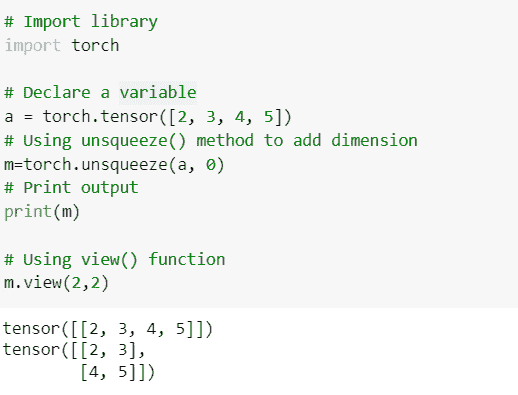 # Import library
import torch
# Declare a variable
a = torch.tensor([2, 3, 4, 5])
# Using unsqueeze() method to add dimension
m=torch.unsqueeze(a, 0)
# Print output
print(m)
# Using view() function
m.view(2,2)
tensor([[2, 3, 4, 5]])
tensor([[2, 3],
        [4, 5]])